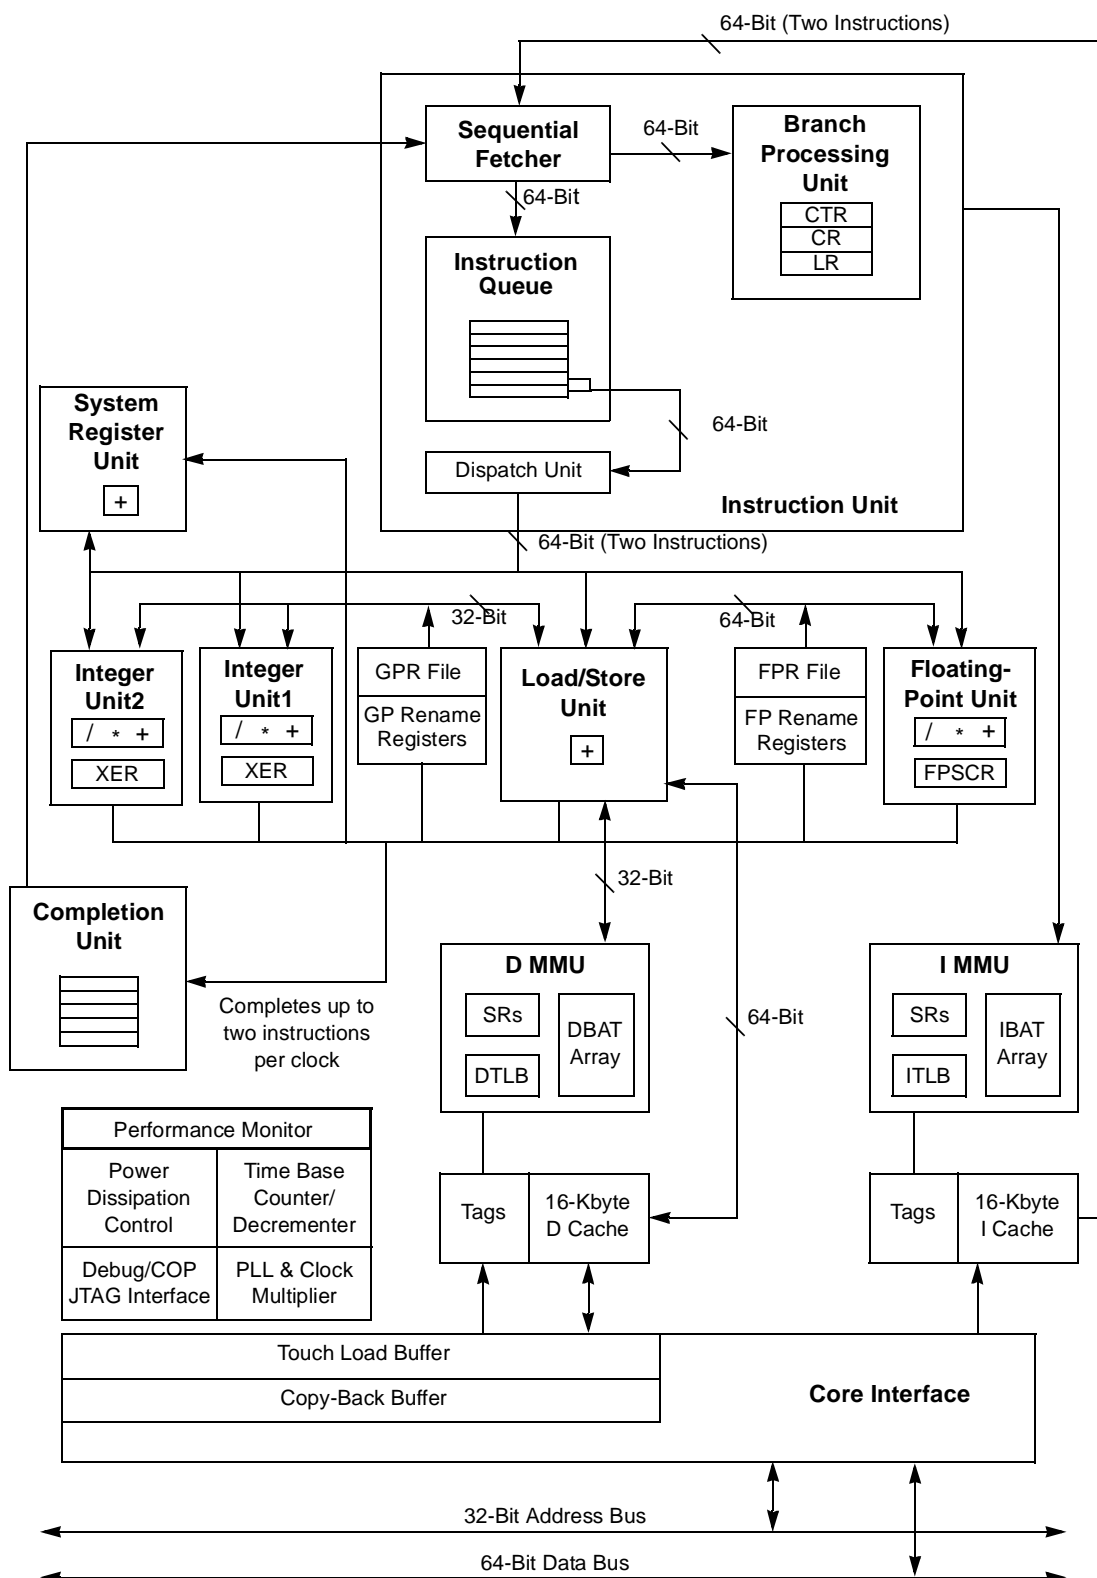 64-Bit (Two Instructions)
Sequential
Fetcher
64-Bit
Branch
Processing
Unit
CTR
CR
LR
64-Bit
Instruction
Queue
System
Register
Unit
+
64-Bit
Dispatch Unit
Instruction Unit
64-Bit (Two Instructions)
32-Bit
64-Bit
Integer
Unit2
/ * +
XER
Integer
Unit1
/ * +
XER
GPR File
GP Rename
Registers
Load/Store
Unit
+
FPR File
FP Rename
Registers
Floating-
Point Unit
/ * +
FPSCR
32-Bit
Completion
Unit
Completes up to
two instructions
per clock
D MMU
SRs
DTLB
DBAT
Array
64-Bit
I MMU
SRs
ITLB
IBAT
Array
Performance Monitor
Power
Dissipation
Control
Time Base
Counter/
Decrementer
Debug/COP
JTAG Interface
PLL & Clock
Multiplier
Tags
16-Kbyte
D Cache
Tags
16-Kbyte
I Cache
Touch Load Buffer
Copy-Back Buffer
Core Interface
32-Bit Address Bus
64-Bit Data Bus